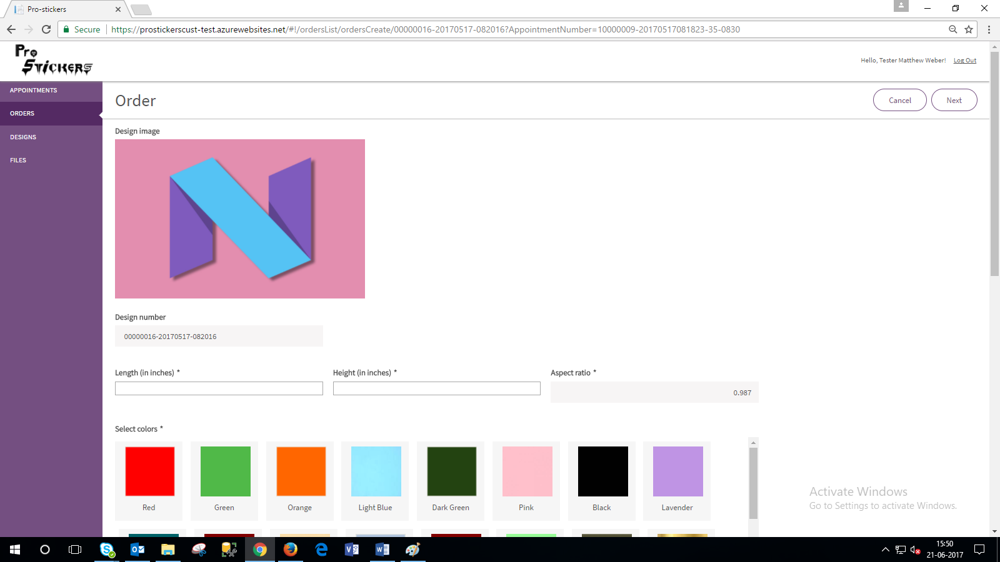 Pro-stickers
Secure
https://prostickerscust-test.azurewebsites.net/#!/ordersList/ordersCreate/00000016-20170517-082016?AppointmentNumber=10000009-20170517081823-35-0830
Pro
Stickers
Hello, Tester Matthew Weber! Log Out
APPOINTMENTS
ORDERS
DESIGNS
FILES
Order
Cancel
Next
Design image
Design number
00000016-20170517-082016
Length (in inches) *
Height (in inches) *
Aspect ratio *
0.987
Select colors *
Red
Green
Orange
Light Blue
Dark Green
Pink
Black
Lavender
Activate Windows
Go to Settings to activate Windows.
15:50
21-06-2017